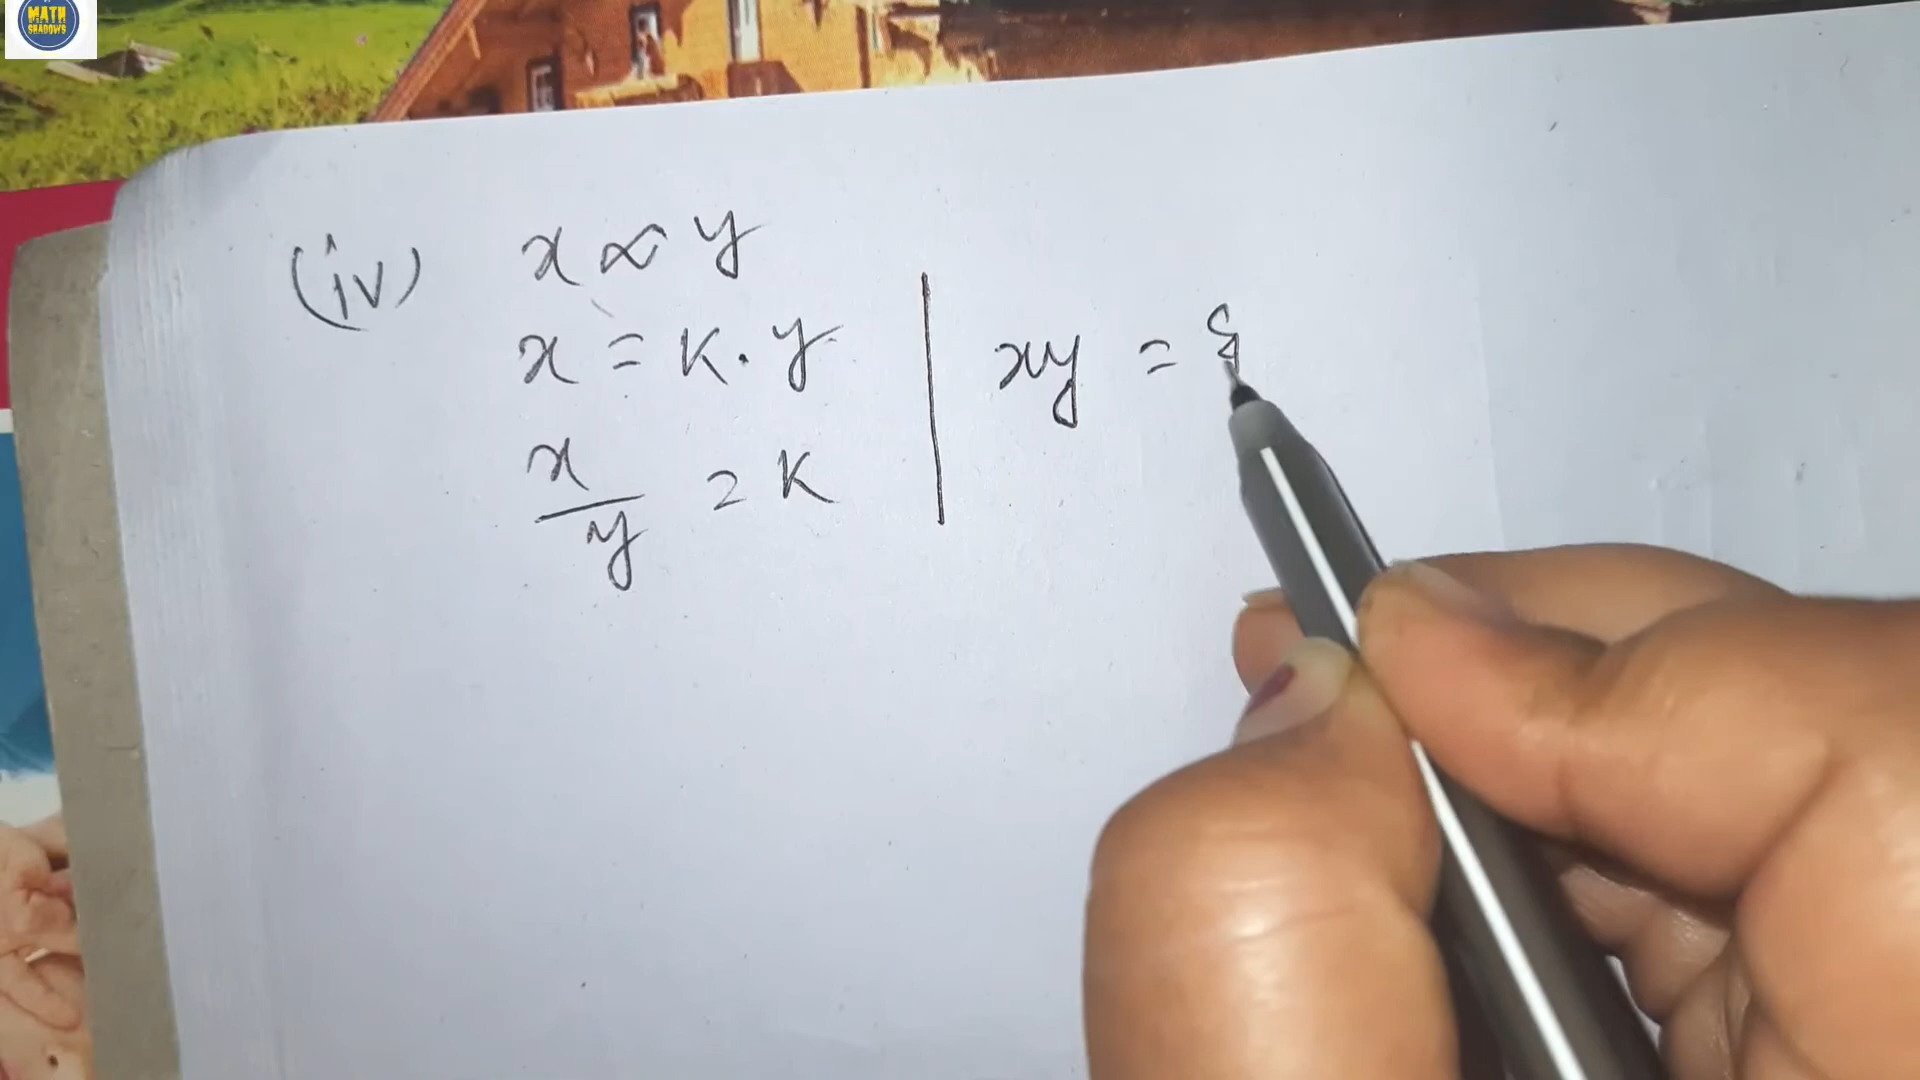 MATH
SHADOWS
(iv) x ∝ y
x = K . y
x/y = K
xy =